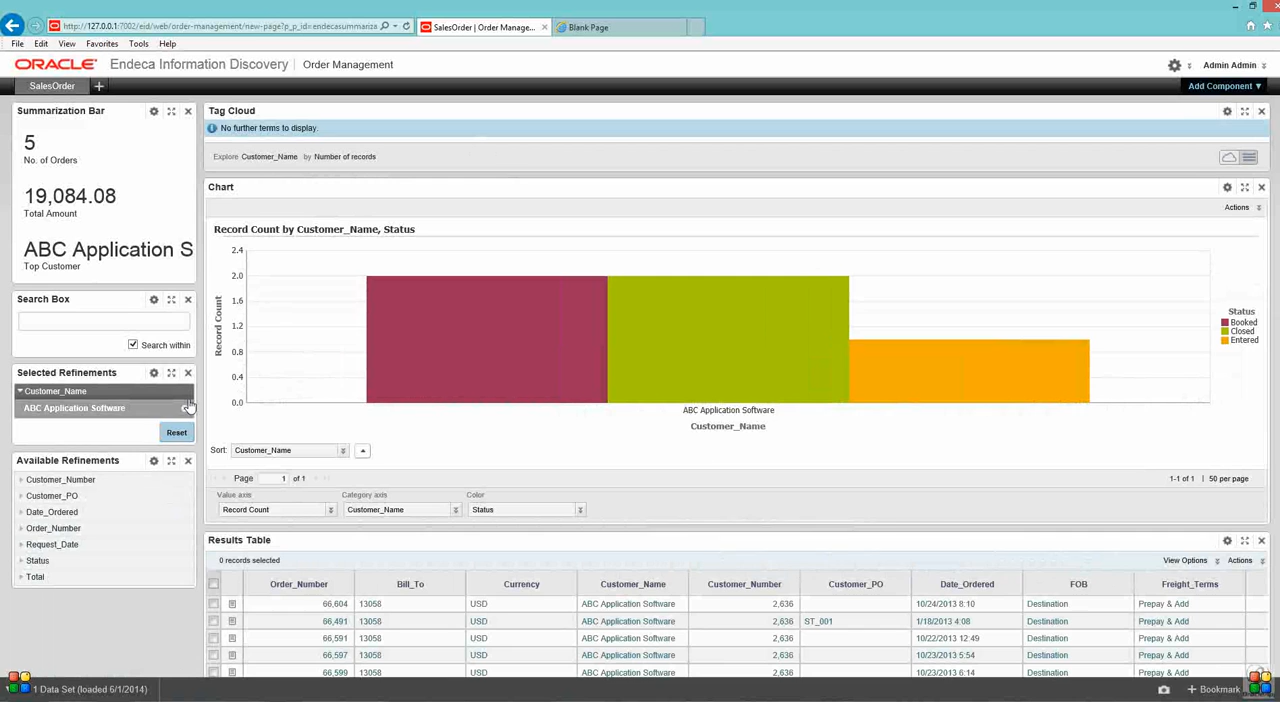 http://127.0.0.1:7002/eid/web/order-management/new-page?p_p_id=endecasummariza
SalesOrder | Order Manage...
Blank Page
File Edit View Favorites Tools Help
ORACLE Endeca Information Discovery Order Management
Admin Admin
SalesOrder
Add Component
Summarization Bar
5
No. of Orders
19,084.08
Total Amount
ABC Application S
Top Customer
Search Box
Search within
Selected Refinements
Customer_Name
ABC Application Software
Reset
Available Refinements
Customer_Number
Customer_PO
Date_Ordered
Order_Number
Request_Date
Status
Total
Tag Cloud
No further terms to display.
Explore Customer_Name by Number of records
Chart
Actions
Record Count by Customer_Name, Status
2.4
2.0
1.6
1.2
0.8
0.4
0.0
Record Count
ABC Application Software
Customer_Name
Status
Booked
Closed
Entered
Sort: Customer_Name
Page 1 of 1
1-1 of 1 | 50 per page
Value axis Category axis Color
Record Count Customer_Name Status
Results Table
0 records selected
View Options Actions
Order_Number Bill_To Currency Customer_Name Customer_Number Customer_PO Date_Ordered FOB Freight_Terms
66,604 13058 USD ABC Application Software 2,636 10/24/2013 8:10 Destination Prepay & Add
66,491 13058 USD ABC Application Software 2,636 ST_001 1/18/2013 4:08 Destination Prepay & Add
66,591 13058 USD ABC Application Software 2,636 10/22/2013 12:49 Destination Prepay & Add
66,597 13058 USD ABC Application Software 2,636 10/23/2013 5:54 Destination Prepay & Add
66,599 13058 USD ABC Application Software 2,636 10/23/2013 6:14 Destination Prepay & Add
1 Data Set (loaded 6/1/2014)
+ Bookmark